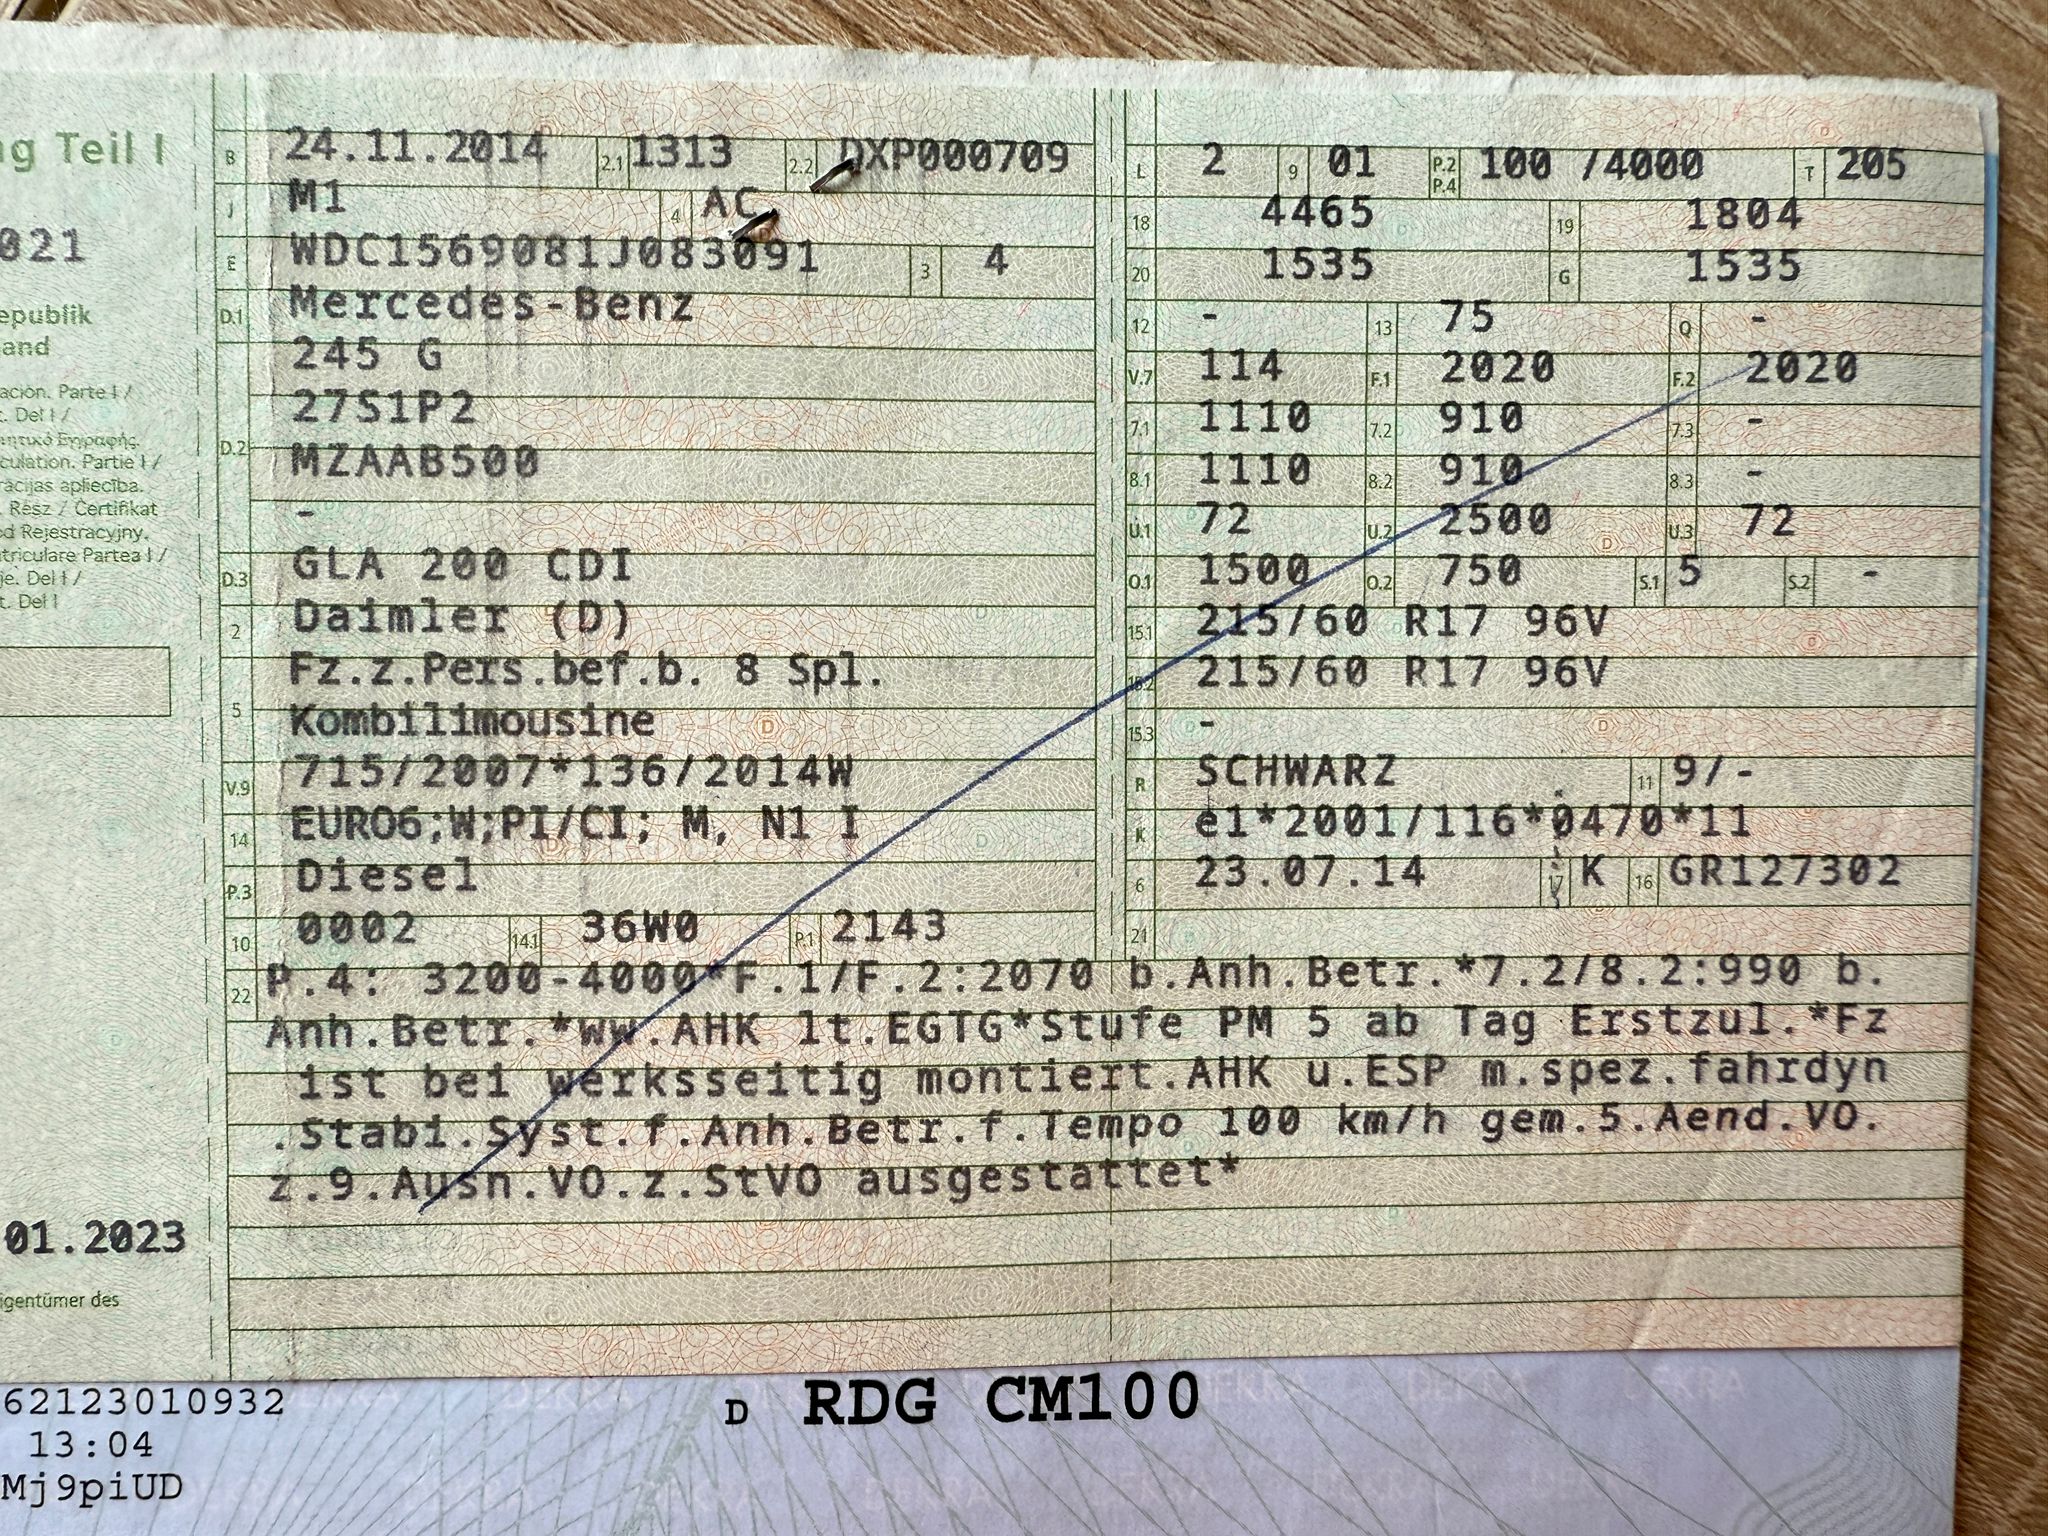 ng Teil I
021
epublik
and
ación. Parte I /
t. Del I /
culation. Partie I /
rācijas apliecība.
Rész / Certifikat
d Rejestracyjny.
triculare Partea I /
je. Del I /
t. Del I
01.2023
igentümer des
B 24.11.2014 2.1 1313 2.2 DXP000709
J M1 4 AC
E WDC1569081J083091 3 4
D.1 Mercedes-Benz
245 G
27S1P2
D.2 MZAAB500
-
D.3 GLA 200 CDI
2 Daimler (D)
Fz.z.Pers.bef.b. 8 Spl.
5 Kombilimousine
V.9 715/2007*136/2014W
14 EURO6;W;PI/CI; M, N1 I
P.3 Diesel
10 0002 14.1 36W0 P.1 2143
L 2 9 01 P.2 P.4 100 /4000 T 205
18 4465 19 1804
20 1535 G 1535
12 - 13 75 Q -
V.7 114 F.1 2020 F.2 2020
7.1 1110 7.2 910 7.3 -
8.1 1110 8.2 910 8.3 -
U.1 72 U.2 2500 U.3 72
O.1 1500 O.2 750 S.1 5 S.2 -
15.1 215/60 R17 96V
15.2 215/60 R17 96V
15.3 -
R SCHWARZ 11 9/-
K e1*2001/116*0470*11
6 23.07.14 17 K 16 GR127302
21
22 P.4: 3200-4000*F.1/F.2:2070 b.Anh.Betr.*7.2/8.2:990 b.
Anh.Betr.*ww.AHK lt.EGTG*Stufe PM 5 ab Tag Erstzul.*Fz
ist bei werksseitig montiert.AHK u.ESP m.spez.fahrdyn
.Stabi.Syst.f.Anh.Betr.f.Tempo 100 km/h gem.5.Aend.VO.
z.9.Ausn.VO.z.StVO ausgestattet*
62123010932
13:04
Mj9piUD
D RDG CM100
DEKRA